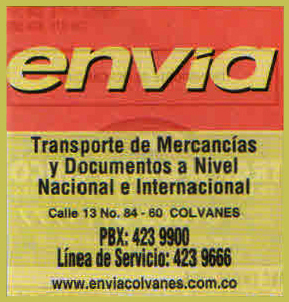 envía
Transporte de Mercancías
y Documentos a Nivel
Nacional e Internacional
Calle 13 No. 84 - 60 COLVANES
PBX: 423 9900
Línea de Servicio: 423 9666
www.enviacolvanes.com.co